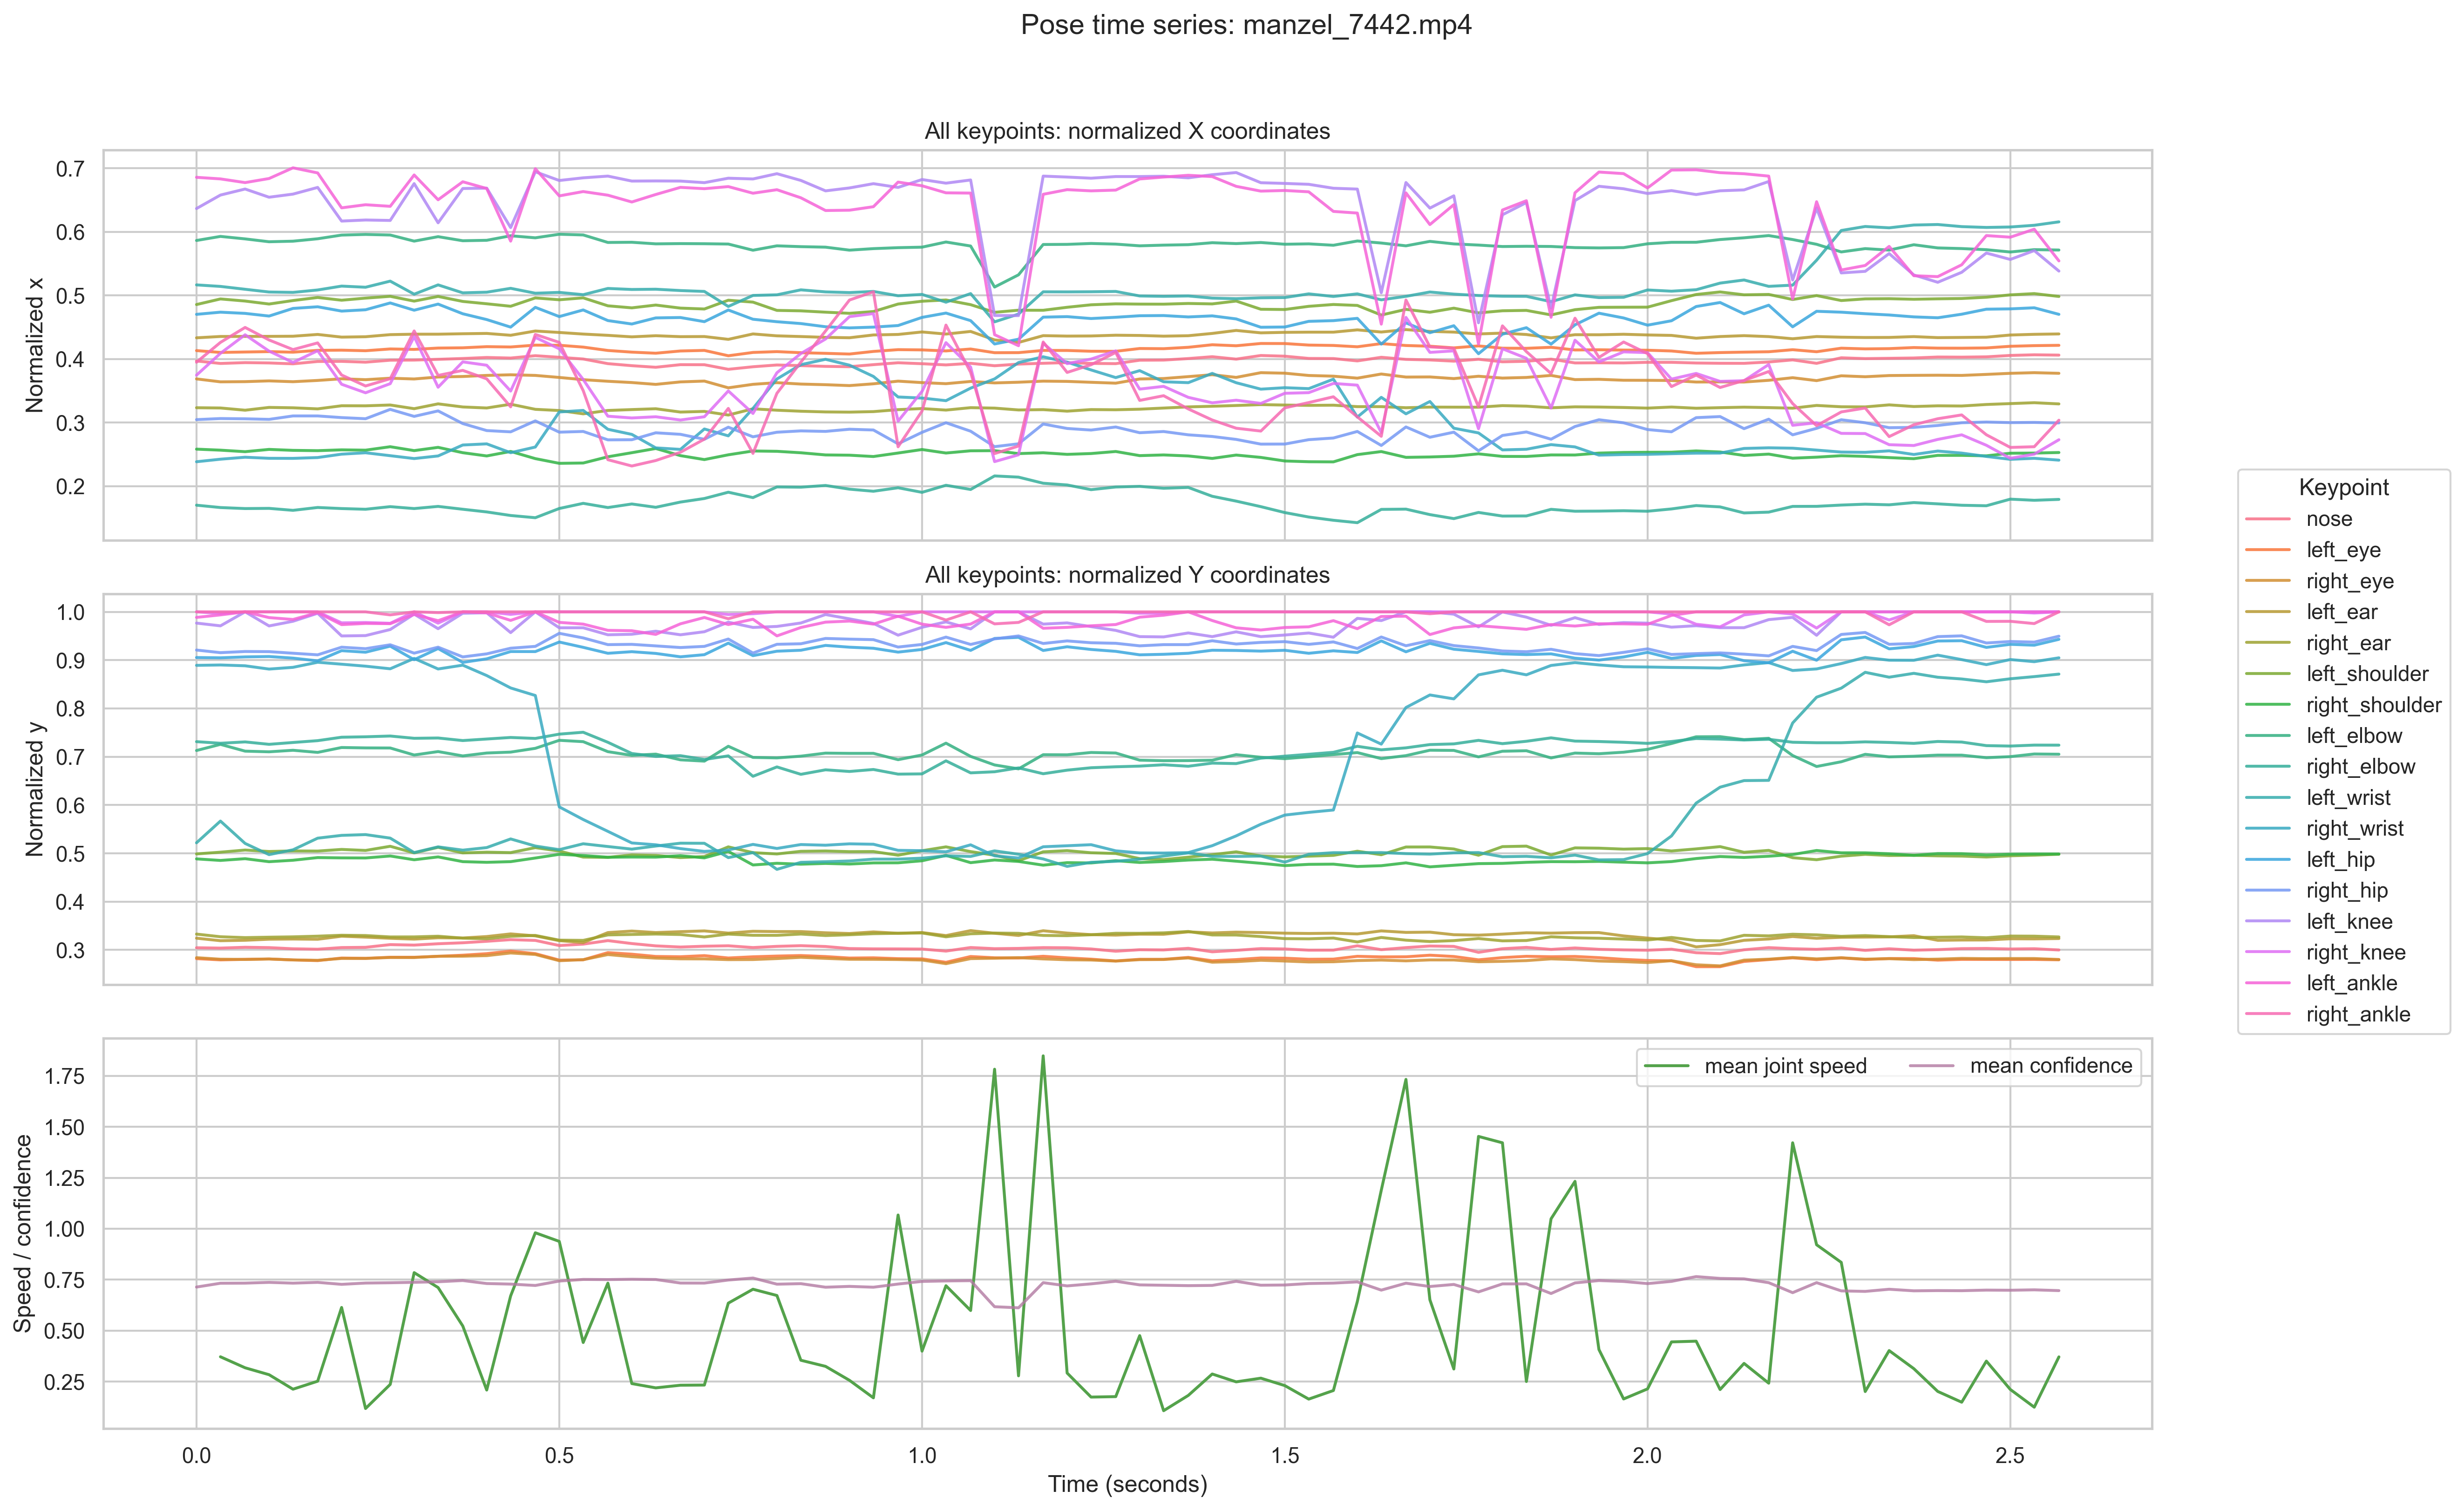 Pose time series: manzel_7442.mp4
All keypoints: normalized X coordinates
Normalized x
0.7
0.6
0.5
0.4
0.3
0.2
All keypoints: normalized Y coordinates
Normalized y
1.0
0.9
0.8
0.7
0.6
0.5
0.4
0.3
Keypoint
nose
left_eye
right_eye
left_ear
right_ear
left_shoulder
right_shoulder
left_elbow
right_elbow
left_wrist
right_wrist
left_hip
right_hip
left_knee
right_knee
left_ankle
right_ankle
mean joint speed
mean confidence
Speed / confidence
1.75
1.50
1.25
1.00
0.75
0.50
0.25
0.0
0.5
1.0
1.5
2.0
2.5
Time (seconds)